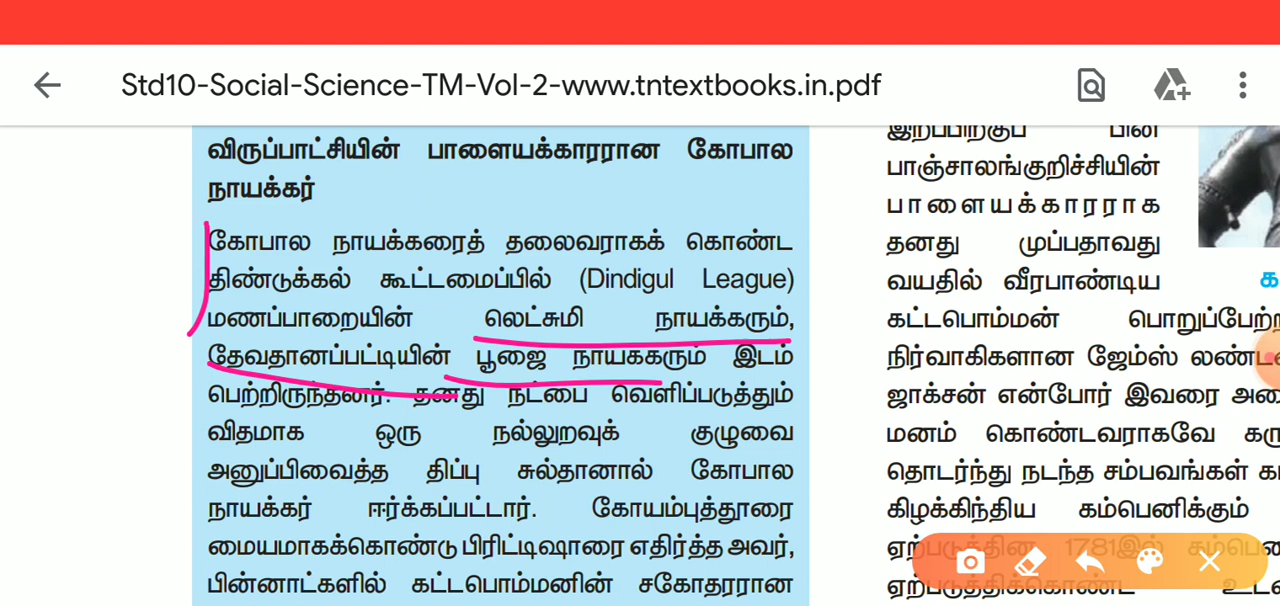 Std10-Social-Science-TM-Vol-2-www.tntextbooks.in.pdf
விருப்பாட்சியின் பாளையக்காரரான கோபால
நாயக்கர்
கோபால நாயக்கரைத் தலைவராகக் கொண்ட
திண்டுக்கல் கூட்டமைப்பில் (Dindigul League)
மணப்பாறையின் லெட்சுமி நாயக்கரும்,
தேவதானப்பட்டியின் பூஜை நாயக்கரும் இடம்
பெற்றிருந்தனர். தனது நட்பை வெளிப்படுத்தும்
விதமாக ஒரு நல்லுறவுக் குழுவை
அனுப்பிவைத்த திப்பு சுல்தானால் கோபால
நாயக்கர் ஈர்க்கப்பட்டார். கோயம்புத்தூரை
மையமாகக்கொண்டு பிரிட்டிஷாரை எதிர்த்த அவர்,
பின்னாட்களில் கட்டபொம்மனின் சகோதரரான
இறப்பிற்குப் பின்
பாஞ்சாலங்குறிச்சியின்
பாளையக்காரராக
தனது முப்பதாவது
வயதில் வீரபாண்டிய
கட்டபொம்மன்
நிர்வாகிகளான ஜேம்ஸ்
ஜாக்சன் என்போர் இவரை
மனம் கொண்டவராகவே
தொடர்ந்து நடந்த சம்பவங்கள்
கிழக்கிந்திய கம்பெனிக்கும்
1781இல்